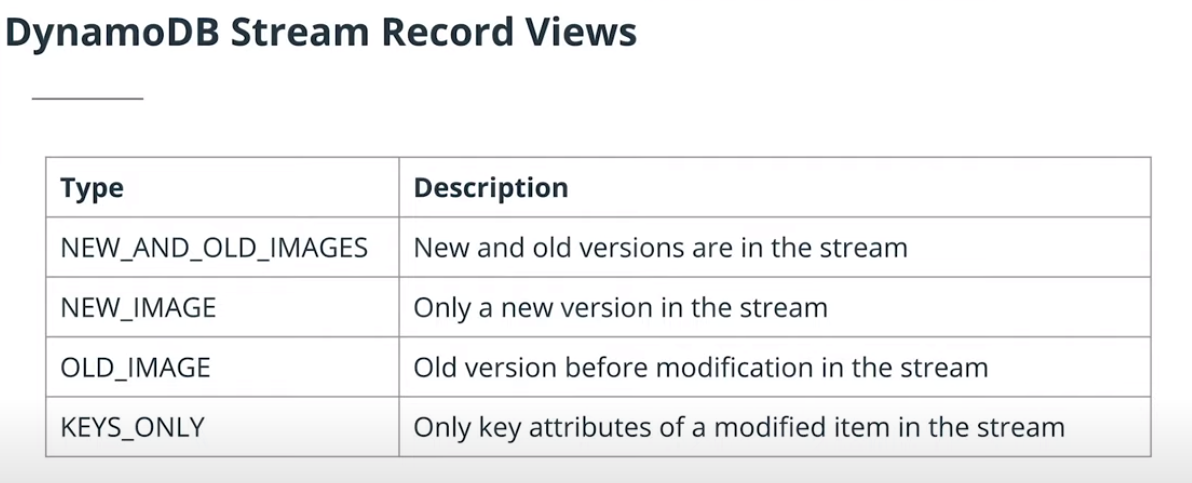 DynamoDB Stream Record Views
Type Description
NEW_AND_OLD_IMAGES New and old versions are in the stream
NEW_IMAGE Only a new version in the stream
OLD_IMAGE Old version before modification in the stream
KEYS_ONLY Only key attributes of a modified item in the stream